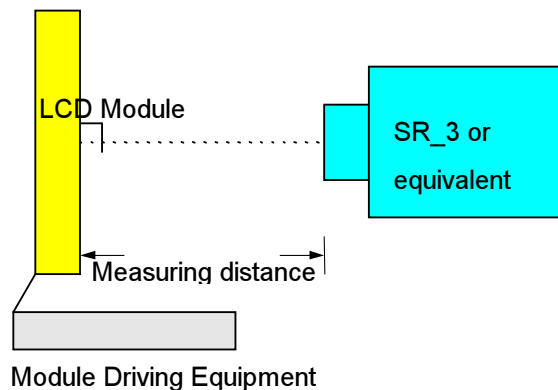 LCD Module
SR_3 or
equivalent
Measuring distance
Module Driving Equipment